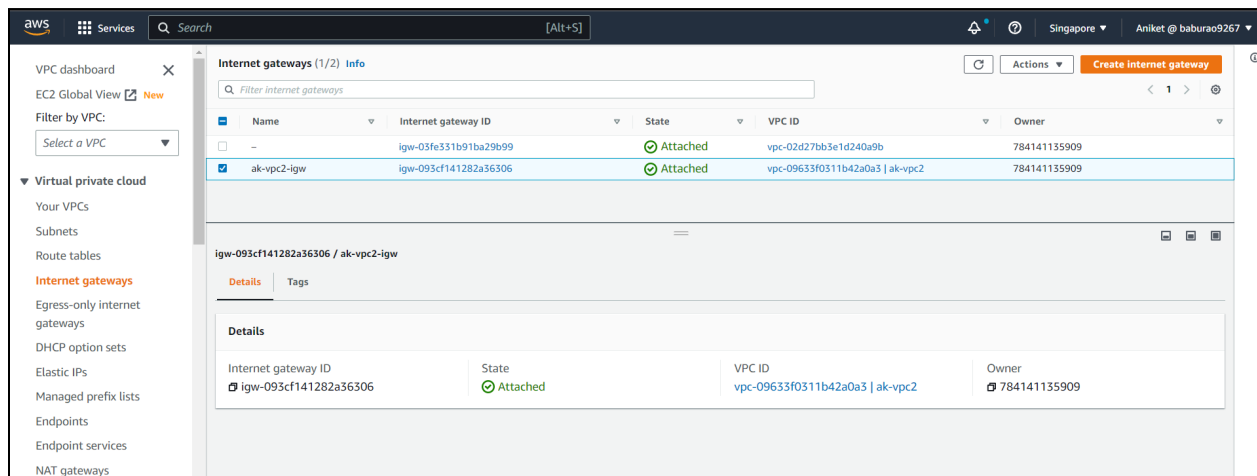 aws Services Search [Alt+S] Singapore ▼ Aniket @ baburao9267 ▼
VPC dashboard
EC2 Global View New
Filter by VPC:
Select a VPC
Virtual private cloud
Your VPCs
Subnets
Route tables
Internet gateways
Egress-only internet
gateways
DHCP option sets
Elastic IPs
Managed prefix lists
Endpoints
Endpoint services
NAT gateways
Internet gateways (1/2) Info
Actions ▼ Create internet gateway
Filter internet gateways
1
Name Internet gateway ID State VPC ID Owner
– igw-03fe331b91ba29b99 Attached vpc-02d27bb3e1d240a9b 784141135909
ak-vpc2-igw igw-093cf141282a36306 Attached vpc-09633f0311b42a0a3 | ak-vpc2 784141135909
igw-093cf141282a36306 / ak-vpc2-igw
Details Tags
Details
Internet gateway ID State VPC ID Owner
igw-093cf141282a36306 Attached vpc-09633f0311b42a0a3 | ak-vpc2 784141135909